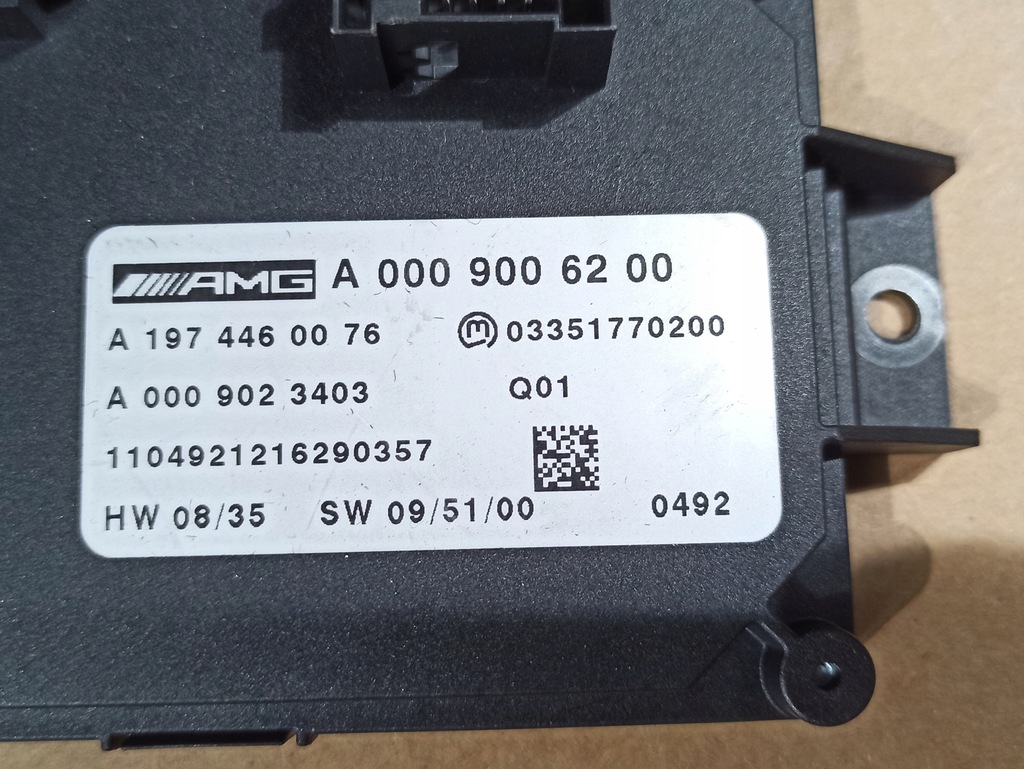 AMG A 000 900 62 00
A 197 446 00 76 m 03351770200
A 000 902 3403 Q01
1104921216290357
HW 08/35 SW 09/51/00 0492